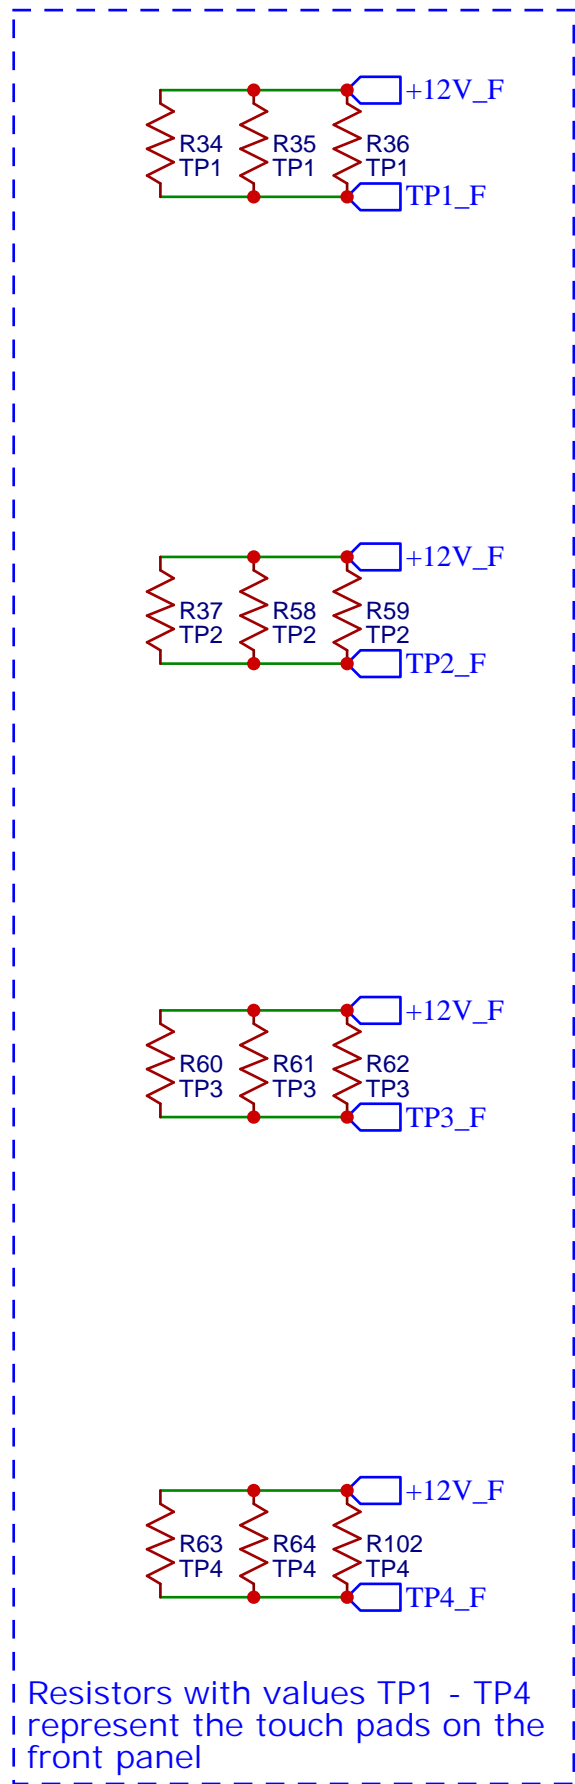 +12V_F
R34 R35 R36
TP1 TP1 TP1
TP1_F
+12V_F
R37 R58 R59
TP2 TP2 TP2
TP2_F
+12V_F
R60 R61 R62
TP3 TP3 TP3
TP3_F
+12V_F
R63 R64 R102
TP4 TP4 TP4
TP4_F
Resistors with values TP1 - TP4
represent the touch pads on the
front panel